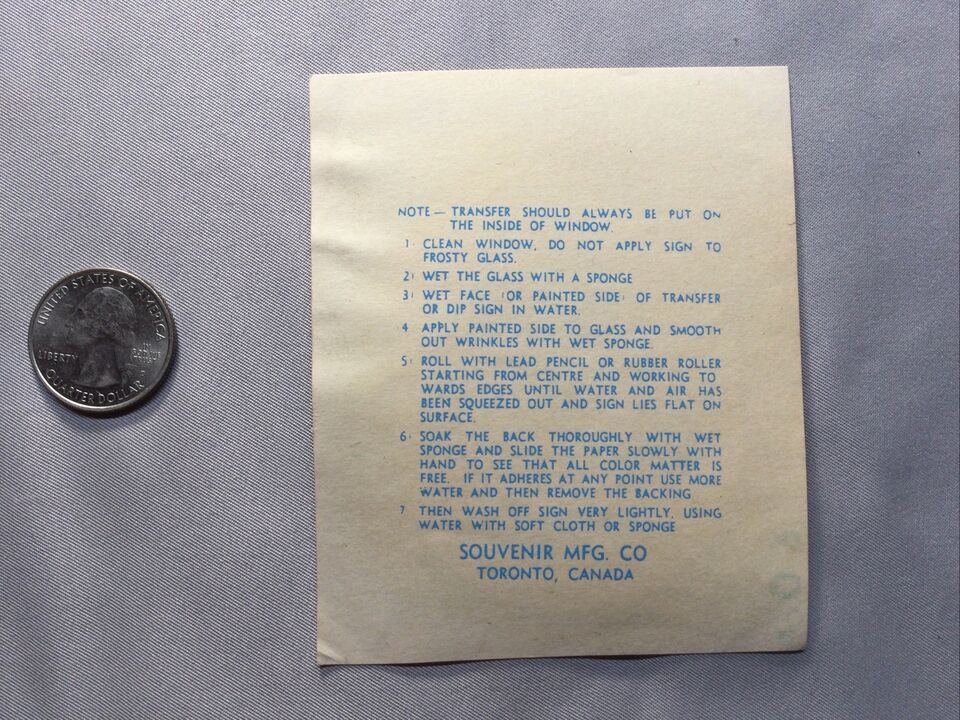 UNITED STATES OF AMERICA
LIBERTY
IN GOD WE TRUST
QUARTER DOLLAR
NOTE — TRANSFER SHOULD ALWAYS BE PUT ON
THE INSIDE OF WINDOW.
1. CLEAN WINDOW, DO NOT APPLY SIGN TO
FROSTY GLASS.
2. WET THE GLASS WITH A SPONGE
3. WET FACE (OR PAINTED SIDE) OF TRANSFER
OR DIP SIGN IN WATER.
4 APPLY PAINTED SIDE TO GLASS AND SMOOTH
OUT WRINKLES WITH WET SPONGE.
5. ROLL WITH LEAD PENCIL OR RUBBER ROLLER
STARTING FROM CENTRE AND WORKING TO
WARDS EDGES UNTIL WATER AND AIR HAS
BEEN SQUEEZED OUT AND SIGN LIES FLAT ON
SURFACE.
6. SOAK THE BACK THOROUGHLY WITH WET
SPONGE AND SLIDE THE PAPER SLOWLY WITH
HAND TO SEE THAT ALL COLOR MATTER IS
FREE. IF IT ADHERES AT ANY POINT USE MORE
WATER AND THEN REMOVE THE BACKING
7 THEN WASH OFF SIGN VERY LIGHTLY, USING
WATER WITH SOFT CLOTH OR SPONGE
SOUVENIR MFG. CO
TORONTO, CANADA